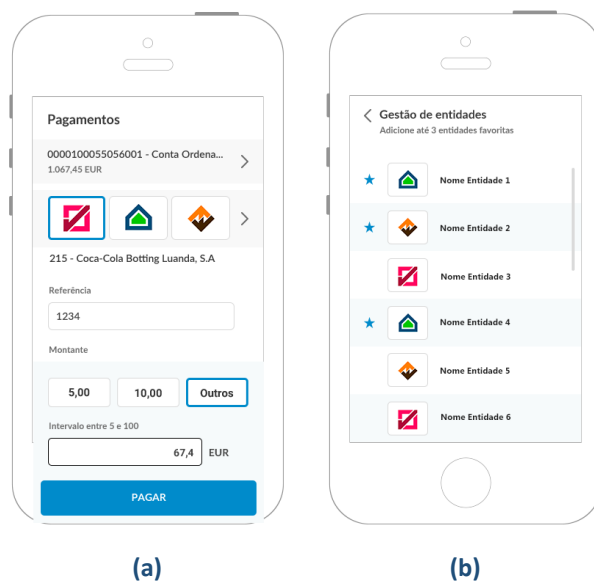 Pagamentos
0000100055056001 - Conta Ordena...
1.067,45 EUR
215 - Coca-Cola Botting Luanda, S.A
Referência
1234
Montante
5,00
10,00
Outros
Intervalo entre 5 e 100
67,4 EUR
PAGAR
(a)
Gestão de entidades
Adicione até 3 entidades favoritas
Nome Entidade 1
Nome Entidade 2
Nome Entidade 3
Nome Entidade 4
Nome Entidade 5
Nome Entidade 6
(b)